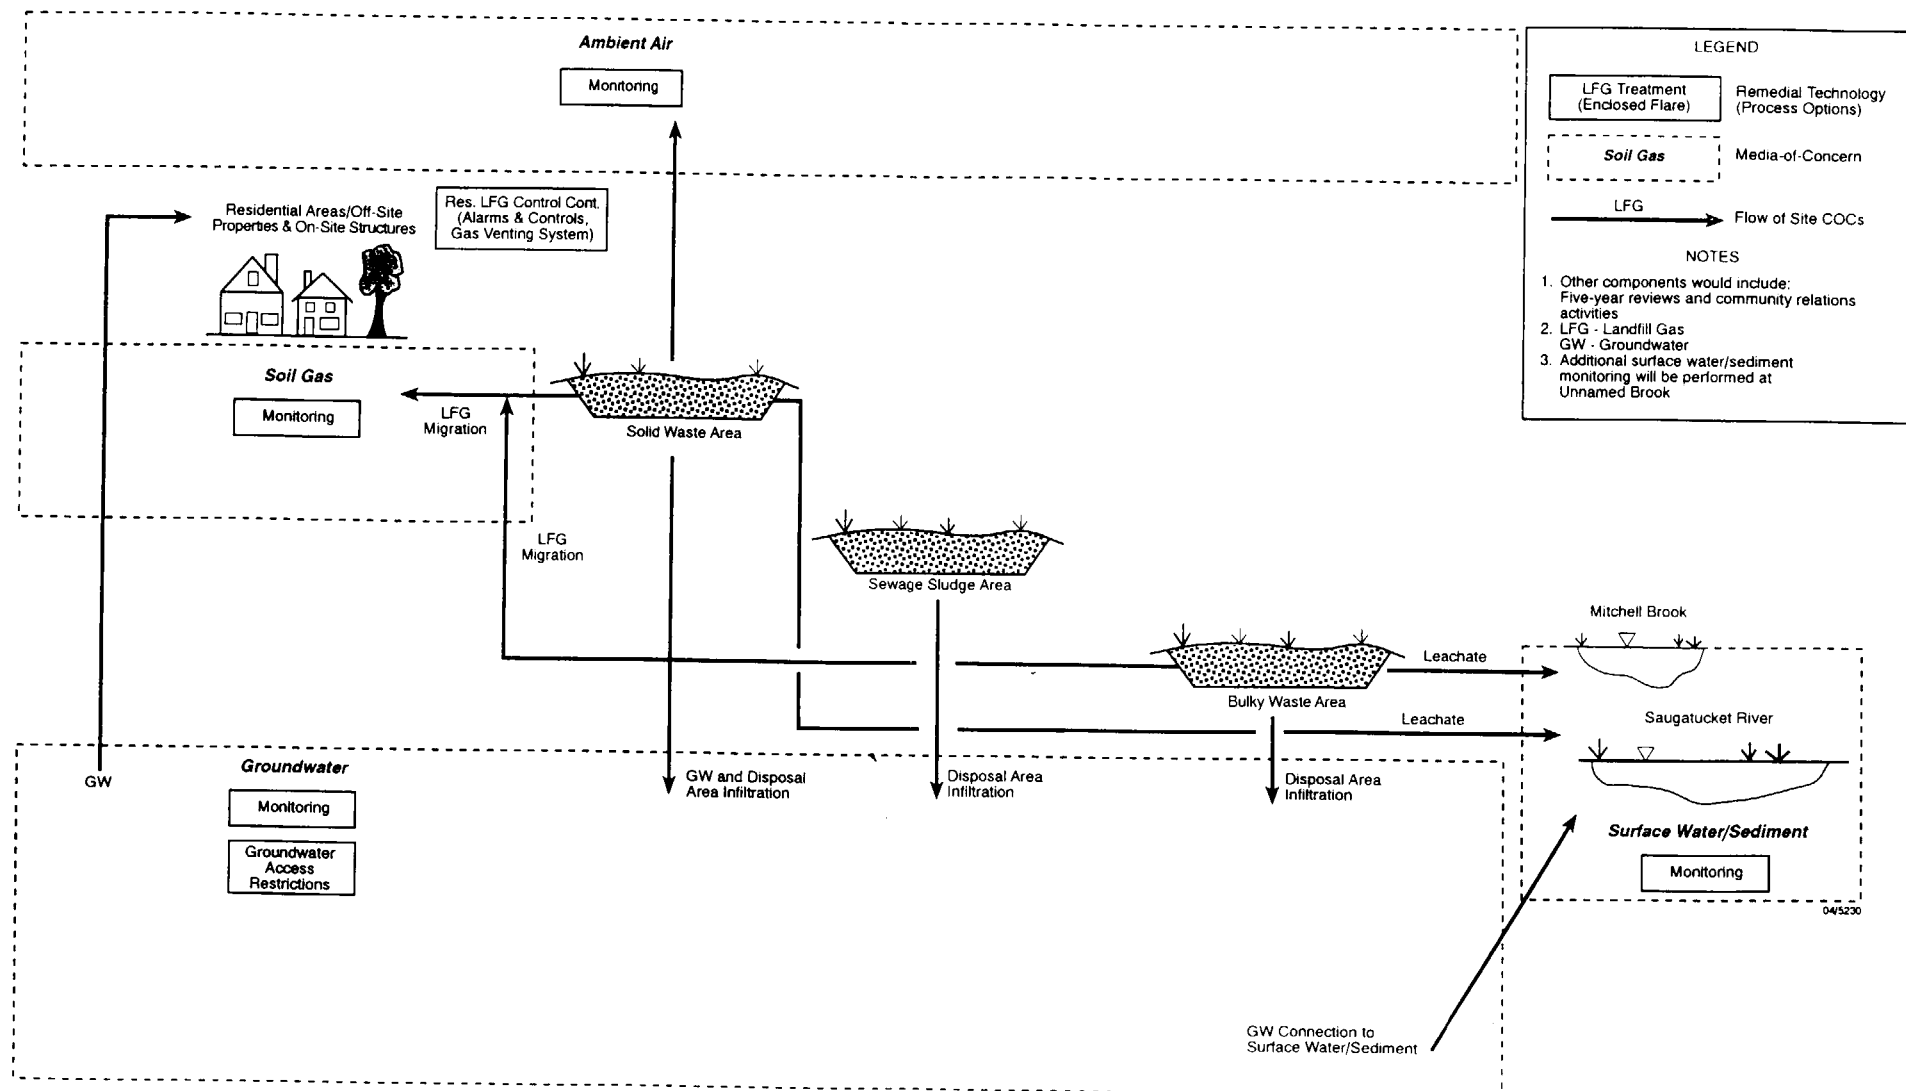 Ambient Air
Monitoring
LEGEND
LFG Treatment
(Enclosed Flare)
Remedial Technology
(Process Options)
Soil Gas
Media-of-Concern
LFG
Flow of Site COCs
NOTES
1. Other components would include:
Five-year reviews and community relations
activities
2. LFG - Landfill Gas
GW - Groundwater
3. Additional surface water/sediment
monitoring will be performed at
Unnamed Brook
Residential Areas/Off-Site
Properties & On-Site Structures
Res. LFG Control Cont.
(Alarms & Controls,
Gas Venting System)
Soil Gas
Monitoring
LFG
Migration
Solid Waste Area
LFG
Migration
Sewage Sludge Area
Mitchell Brook
Leachate
Bulky Waste Area
Leachate
Saugatucket River
GW
Groundwater
Monitoring
Groundwater
Access
Restrictions
GW and Disposal
Area Infiltration
Disposal Area
Infiltration
Disposal Area
Infiltration
Surface Water/Sediment
Monitoring
04/5230
GW Connection to
Surface Water/Sediment